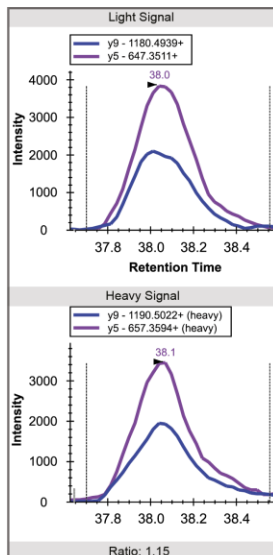 Light Signal
y9 - 1180.4939+
y5 - 647.3511+
38.0
4000
3000
2000
1000
0
Intensity
37.8 38.0 38.2 38.4
Retention Time
Heavy Signal
y9 - 1190.5022+ (heavy)
y5 - 657.3594+ (heavy)
38.1
3000
2000
1000
0
Intensity
37.8 38.0 38.2 38.4
Ratio: 1.15